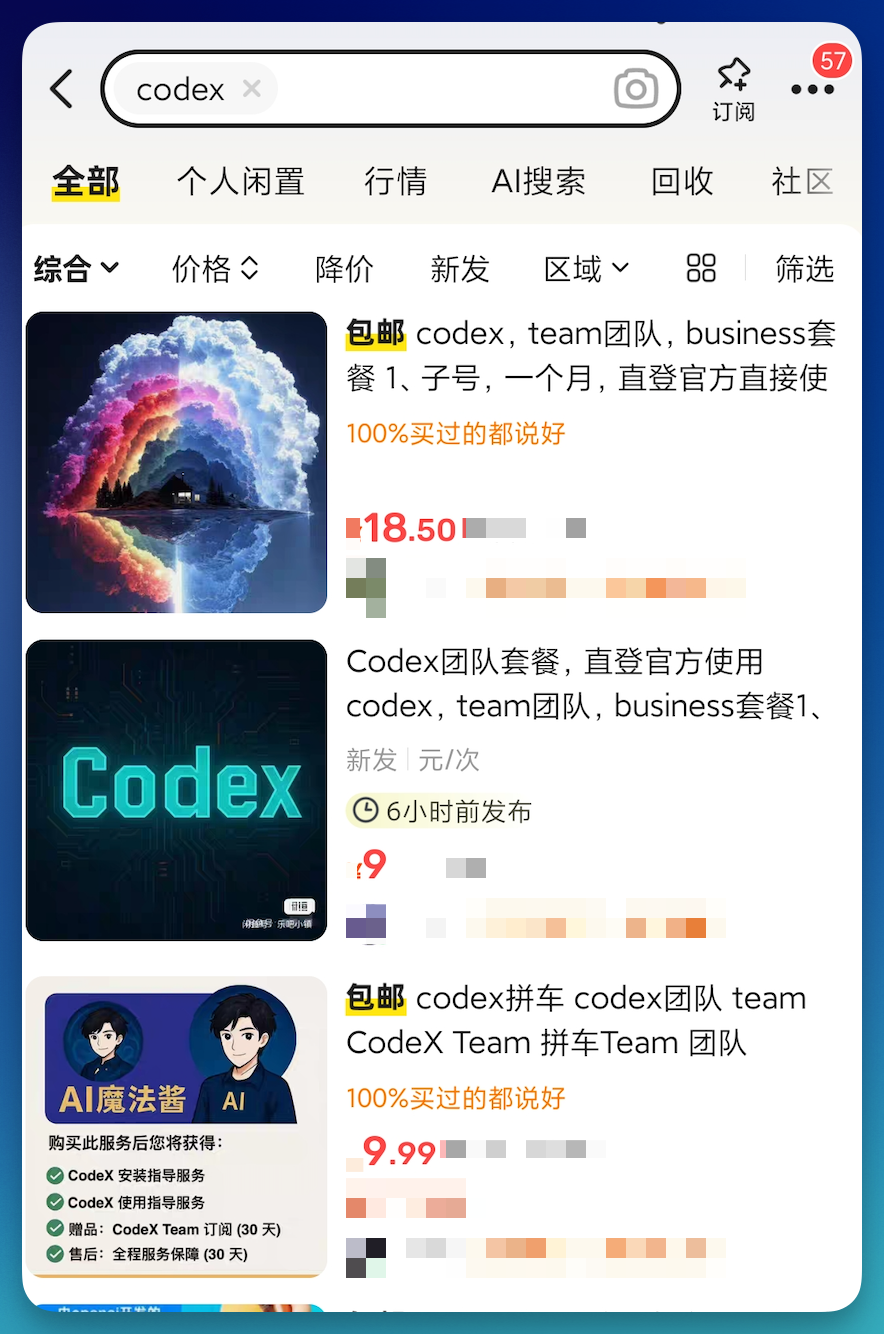 codex
订阅
57
全部 个人闲置 行情 AI搜索 回收 社区
综合 价格 降价 新发 区域 筛选
包邮 codex，team团队，business套
餐 1、子号，一个月，直登官方直接使
100%买过的都说好
18.50
Codex
Codex团队套餐，直登官方使用
codex，team团队，business套餐1、
新发 元/次
6小时前发布
9
AI魔法酱
AI
购买此服务后您将获得：
CodeX 安装指导服务
CodeX 使用指导服务
赠品：CodeX Team 订阅 (30 天)
售后：全程服务保障 (30 天)
包邮 codex拼车 codex团队 team
CodeX Team 拼车Team 团队
100%买过的都说好
9.99